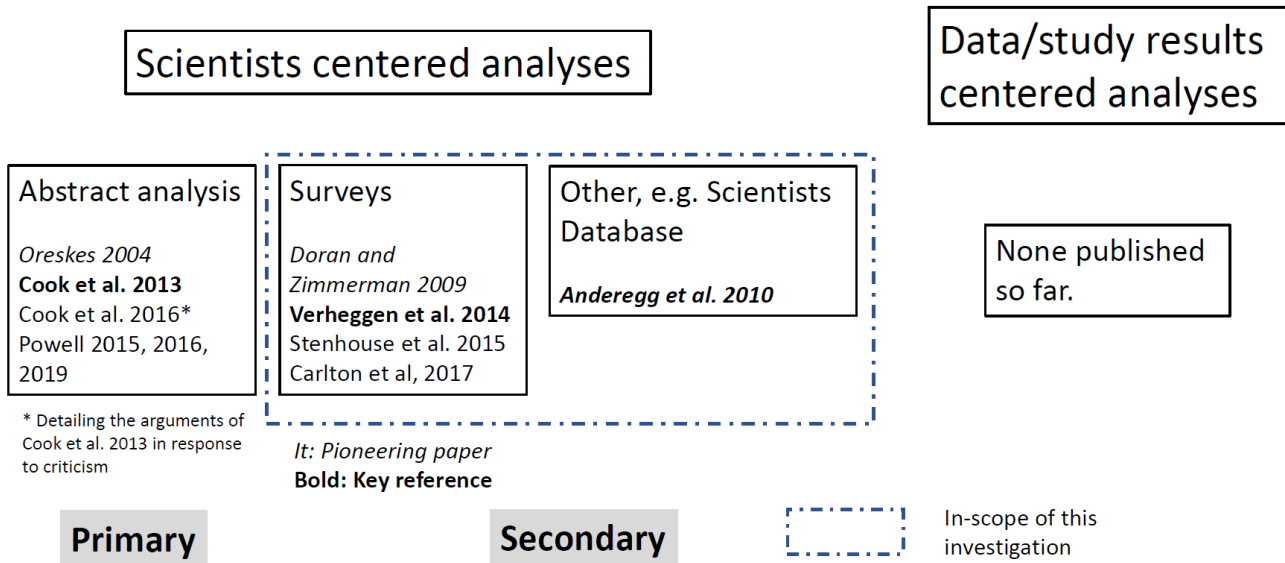 Scientists centered analyses
Data/study results
centered analyses
Abstract analysis
Oreskes 2004
Cook et al. 2013
Cook et al. 2016*
Powell 2015, 2016,
2019
* Detailing the arguments of
Cook et al. 2013 in response
to criticism
Surveys
Doran and
Zimmerman 2009
Verheggen et al. 2014
Stenhouse et al. 2015
Carlton et al, 2017
Other, e.g. Scientists
Database
Anderegg et al. 2010
None published
so far.
It: Pioneering paper
Bold: Key reference
Primary
Secondary
In-scope of this
investigation